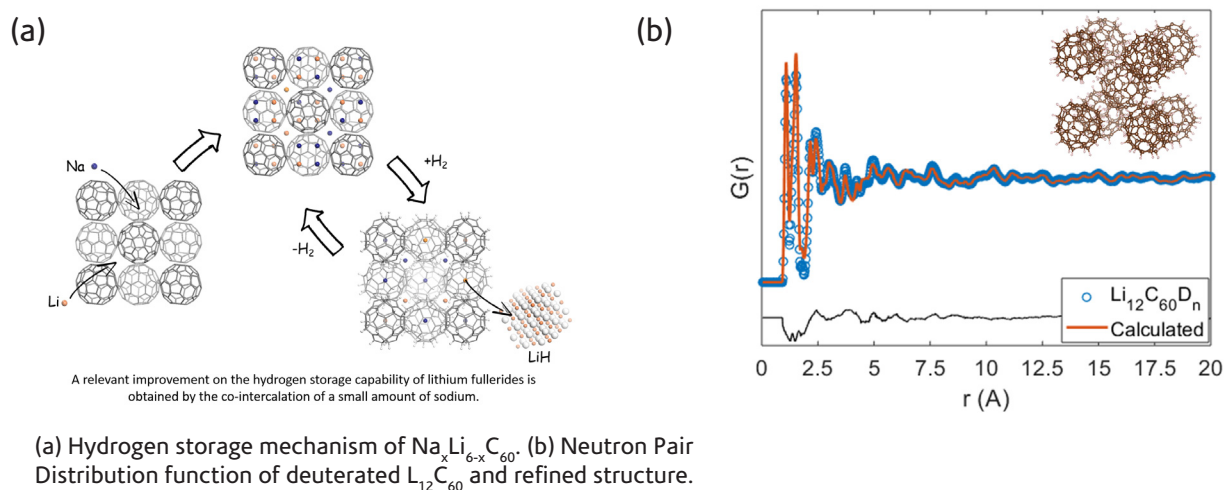 (a)
Na
Li
+H₂
-H₂
LiH
A relevant improvement on the hydrogen storage capability of lithium fullerides is
obtained by the co-intercalation of a small amount of sodium.
(b)
G(r)
Li₁₂C₆₀Dₙ
Calculated
0 2.5 5 7.5 10 12.5 15 17.5 20
r (A)
(a) Hydrogen storage mechanism of NaₓLi₆₋ₓC₆₀. (b) Neutron Pair
Distribution function of deuterated L₁₂C₆₀ and refined structure.